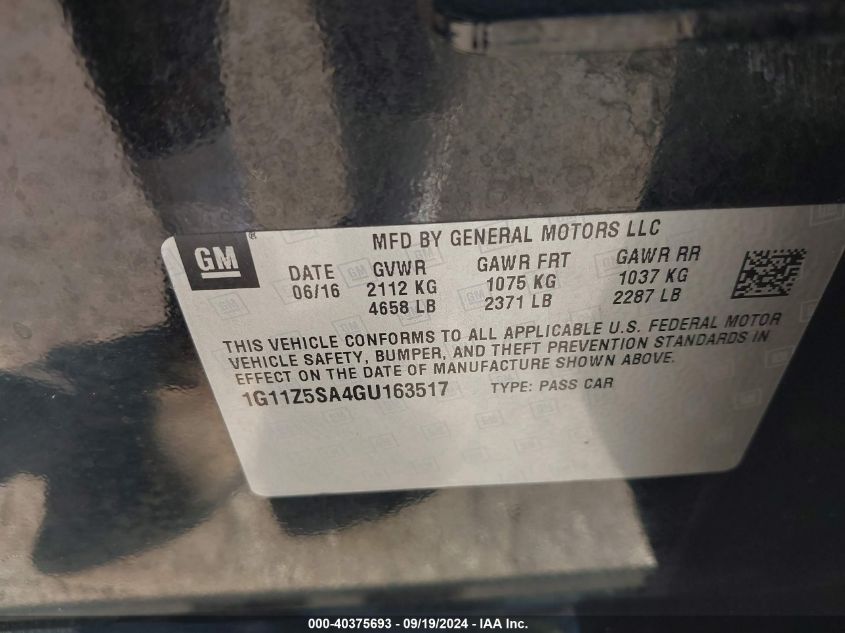 GM®
MFD BY GENERAL MOTORS LLC
DATE GVWR GAWR FRT GAWR RR
06/16 2112 KG 1075 KG 1037 KG
4658 LB 2371 LB 2287 LB
THIS VEHICLE CONFORMS TO ALL APPLICABLE U.S. FEDERAL MOTOR
VEHICLE SAFETY, BUMPER, AND THEFT PREVENTION STANDARDS IN
EFFECT ON THE DATE OF MANUFACTURE SHOWN ABOVE.
1G11Z5SA4GU163517 TYPE: PASS CAR
000-40375693 - 09/19/2024 - IAA Inc.